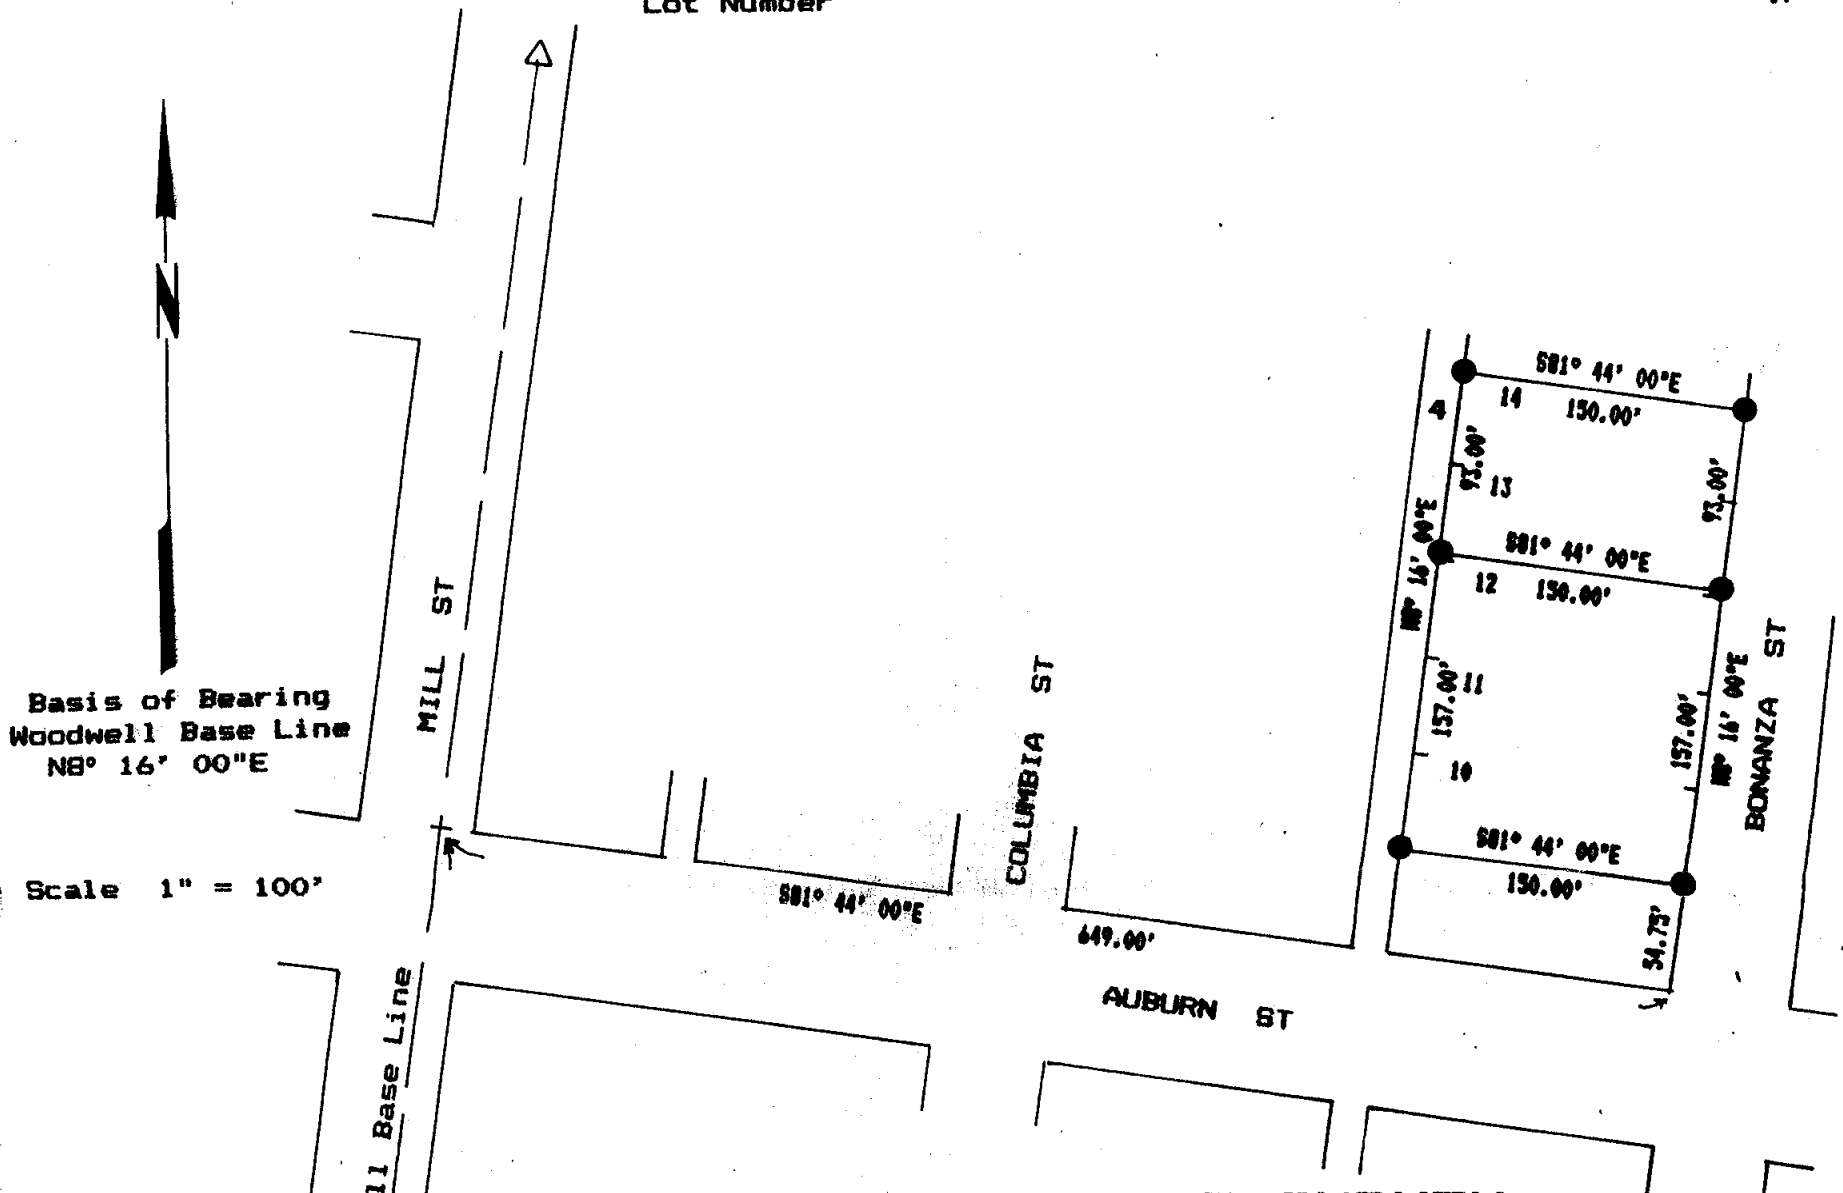 Lot Number
N
Basis of Bearing
Woodwell Base Line
N8° 16' 00"E
Scale 1" = 100'
MILL ST
ll Base Line
S81° 44' 00"E
649.00'
COLUMBIA ST
AUBURN ST
4
S81° 44' 00"E
14 150.00'
93.00'
13
93.00'
N8° 16' 00"E
S81° 44' 00"E
12 150.00'
157.00'
11
10
157.00'
N8° 16' 00"E
BONANZA ST
S81° 44' 00"E
150.00'
54.75'